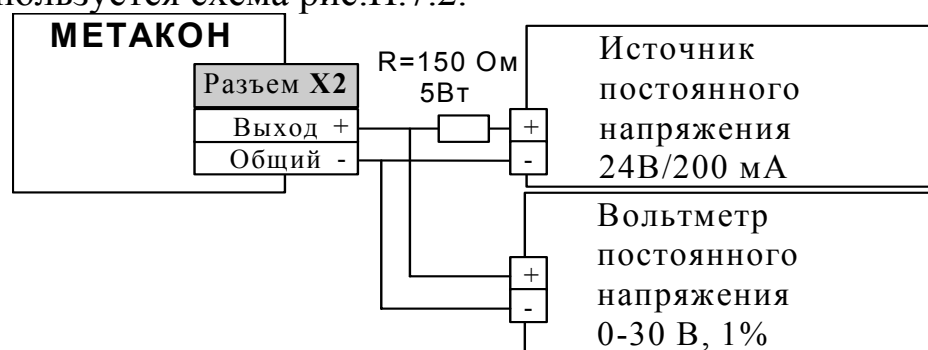 пользуется схема рис.П.7.2.
МЕТАКОН
Разъем X2
Выход +
Общий -
R=150 Ом
5Вт
+
-
Источник
постоянного
напряжения
24В/200 мА
+
-
Вольтметр
постоянного
напряжения
0-30 В, 1%